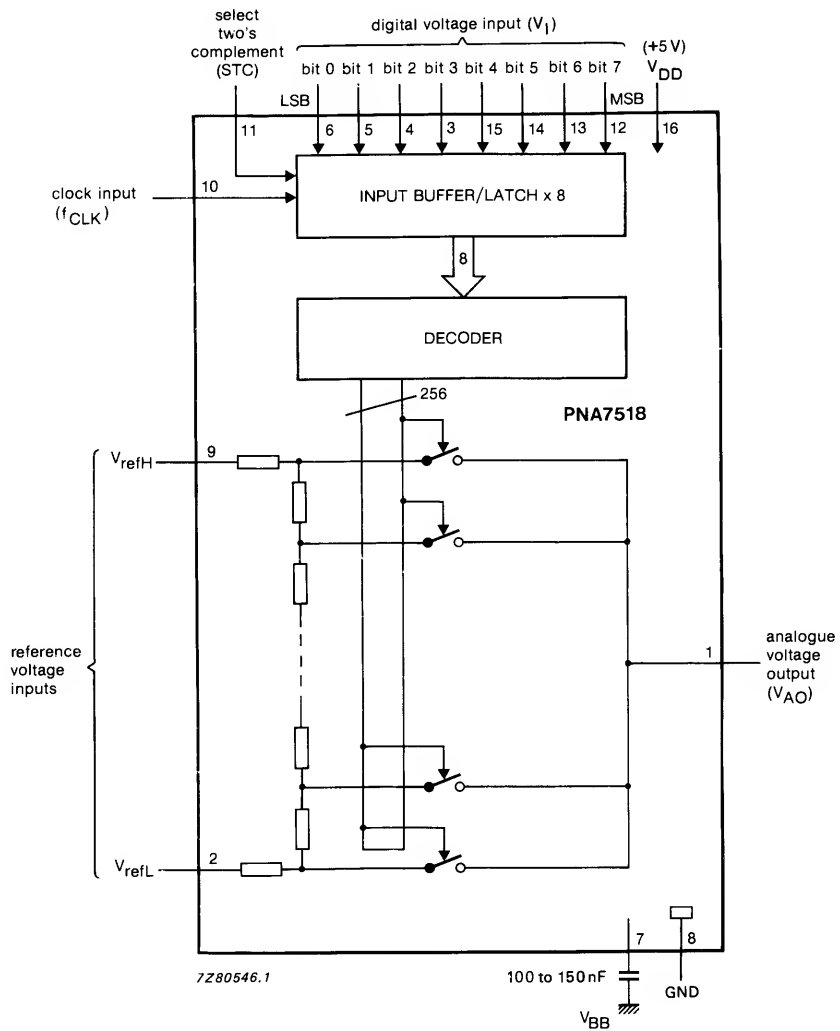 select
two's
complement
(STC)
digital voltage input (VI)
bit 0 bit 1 bit 2 bit 3 bit 4 bit 5 bit 6 bit 7
(+5 V)
VDD
LSB
MSB
11 6 5 4 3 15 14 13 12 16
10
clock input
(fCLK)
INPUT BUFFER/LATCH x 8
8
DECODER
256
PNA7518
VrefH
9
reference
voltage
inputs
1
analogue
voltage
output
(VAO)
VrefL
2
7
8
7Z80546.1
100 to 150 nF
GND
VBB